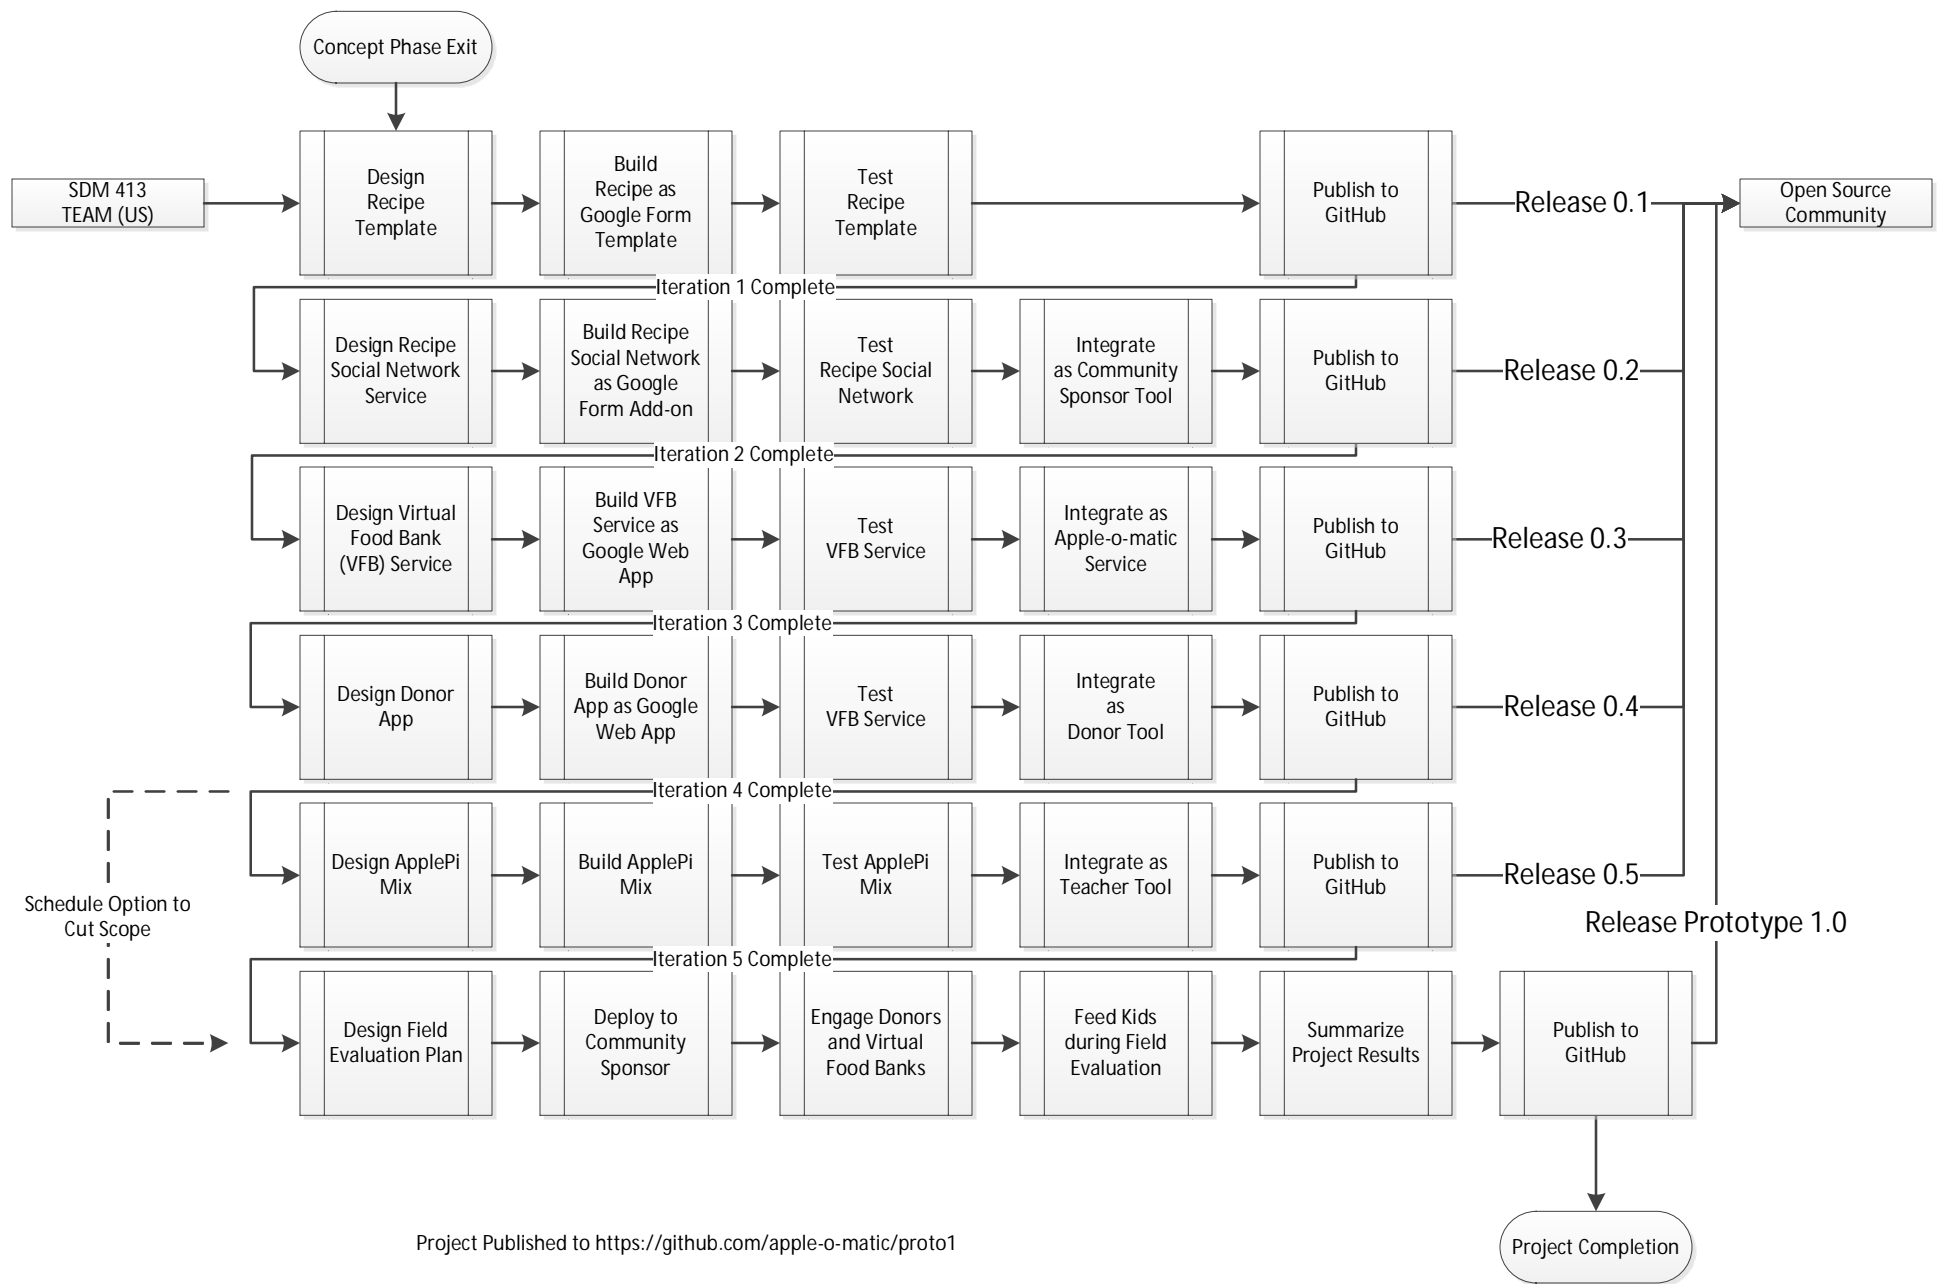 Concept Phase Exit
SDM 413
TEAM (US)
Design
Recipe
Template
Build
Recipe as
Google Form
Template
Test
Recipe
Template
Publish to
GitHub
Release 0.1
Open Source
Community
Iteration 1 Complete
Design Recipe
Social Network
Service
Build Recipe
Social Network
as Google
Form Add-on
Test
Recipe Social
Network
Integrate
as Community
Sponsor Tool
Publish to
GitHub
Release 0.2
Iteration 2 Complete
Design Virtual
Food Bank
(VFB) Service
Build VFB
Service as
Google Web
App
Test
VFB Service
Integrate as
Apple-o-matic
Service
Publish to
GitHub
Release 0.3
Iteration 3 Complete
Design Donor
App
Build Donor
App as Google
Web App
Test
VFB Service
Integrate
as
Donor Tool
Publish to
GitHub
Release 0.4
Iteration 4 Complete
Design ApplePi
Mix
Build ApplePi
Mix
Test ApplePi
Mix
Integrate as
Teacher Tool
Publish to
GitHub
Release 0.5
Schedule Option to
Cut Scope
Release Prototype 1.0
Iteration 5 Complete
Design Field
Evaluation Plan
Deploy to
Community
Sponsor
Engage Donors
and Virtual
Food Banks
Feed Kids
during Field
Evaluation
Summarize
Project Results
Publish to
GitHub
Project Published to https://github.com/apple-o-matic/proto1
Project Completion